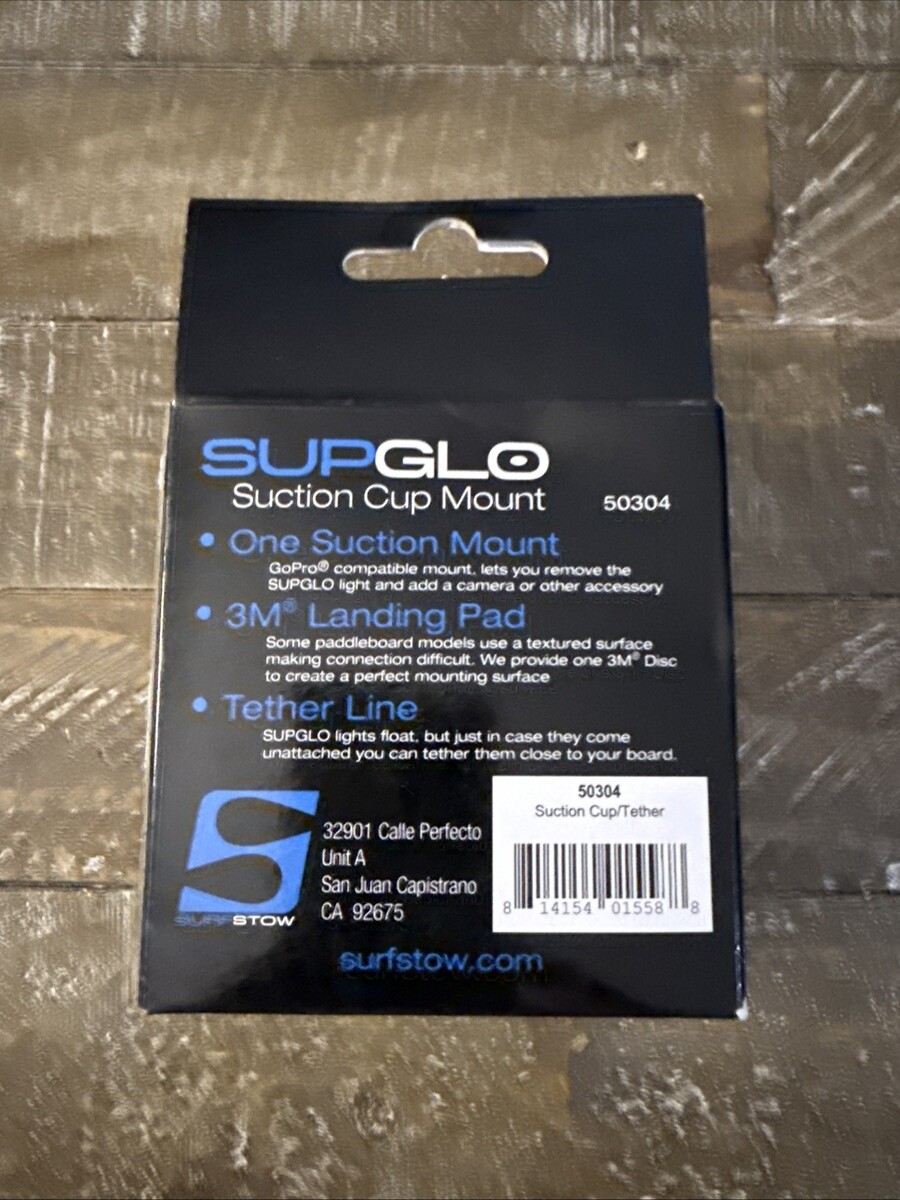 SUPGLO
Suction Cup Mount 50304
• One Suction Mount
GoPro® compatible mount, lets you remove the
SUPGLO light and add a camera or other accessory
• 3M® Landing Pad
Some paddleboard models use a textured surface
making connection difficult. We provide one 3M® Disc
to create a perfect mounting surface
• Tether Line
SUPGLO lights float, but just in case they come
unattached you can tether them close to your board.
50304
Suction Cup/Tether
8 14154 01558 8
32901 Calle Perfecto
Unit A
San Juan Capistrano
CA 92675
SURFSTOW
surfstow.com